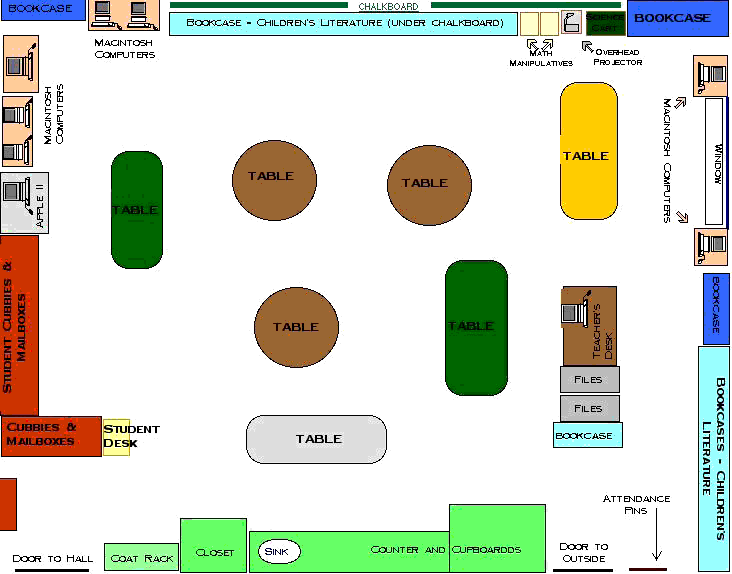 BOOKCASE
CHALKBOARD
BOOKCASE - CHILDREN'S LITERATURE (UNDER CHALKBOARD)
SCIENCE
CART
BOOKCASE
MACINTOSH
COMPUTERS
MATH
MANIPULATIVES
OVERHEAD
PROJECTOR
MACINTOSH
COMPUTERS
MACINTOSH COMPUTERS
WINDOW
TABLE
TABLE
TABLE
TABLE
APPLE II
STUDENT CUBBIES &
MAILBOXES
TABLE
TABLE
TEACHER'S
DESK
BOOKCASE
FILES
FILES
BOOKCASE
BOOKCASES - CHILDREN'S
LITERATURE
CUBBIES &
MAILBOXES
STUDENT
DESK
TABLE
ATTENDANCE
PINS
DOOR TO HALL
COAT RACK
CLOSET
SINK
COUNTER AND CUPBOARDDS
DOOR TO
OUTSIDE